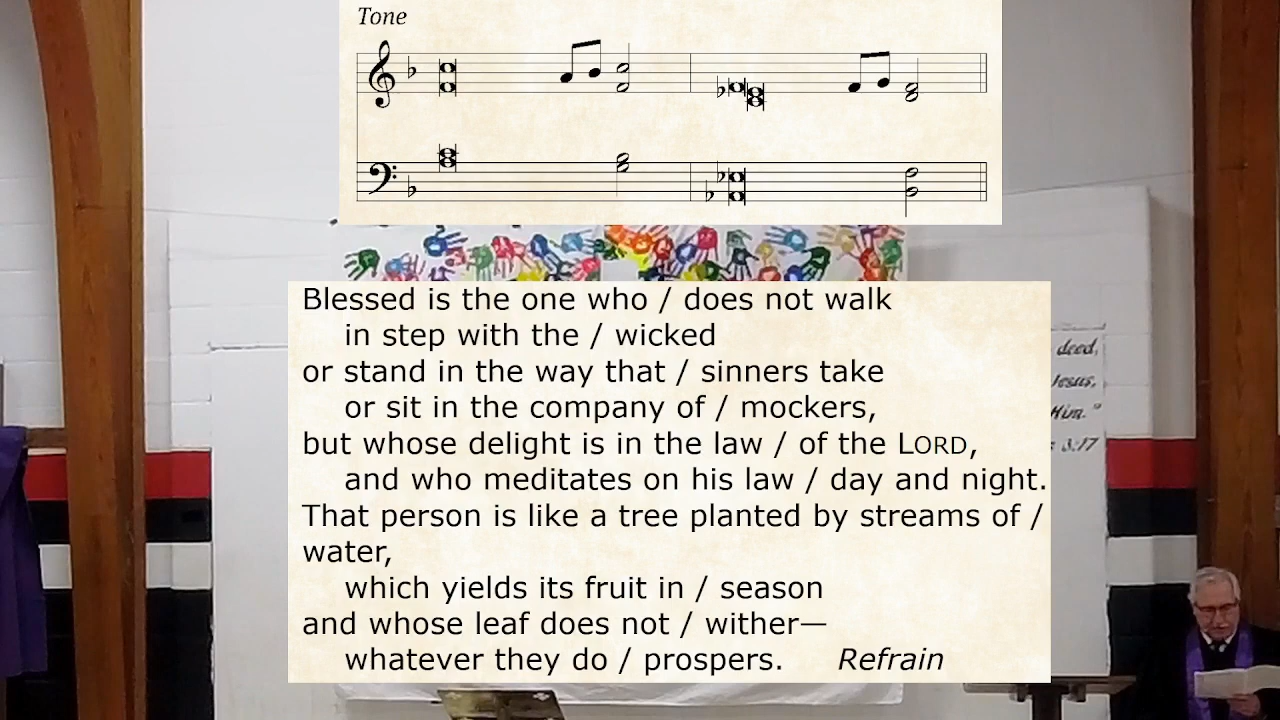 Tone
Blessed is the one who / does not walk
in step with the / wicked
or stand in the way that / sinners take
or sit in the company of / mockers,
but whose delight is in the law / of the LORD,
and who meditates on his law / day and night.
That person is like a tree planted by streams of /
water,
which yields its fruit in / season
and whose leaf does not / wither—
whatever they do / prospers. Refrain
deed,
Jesus,
Him."
3:17